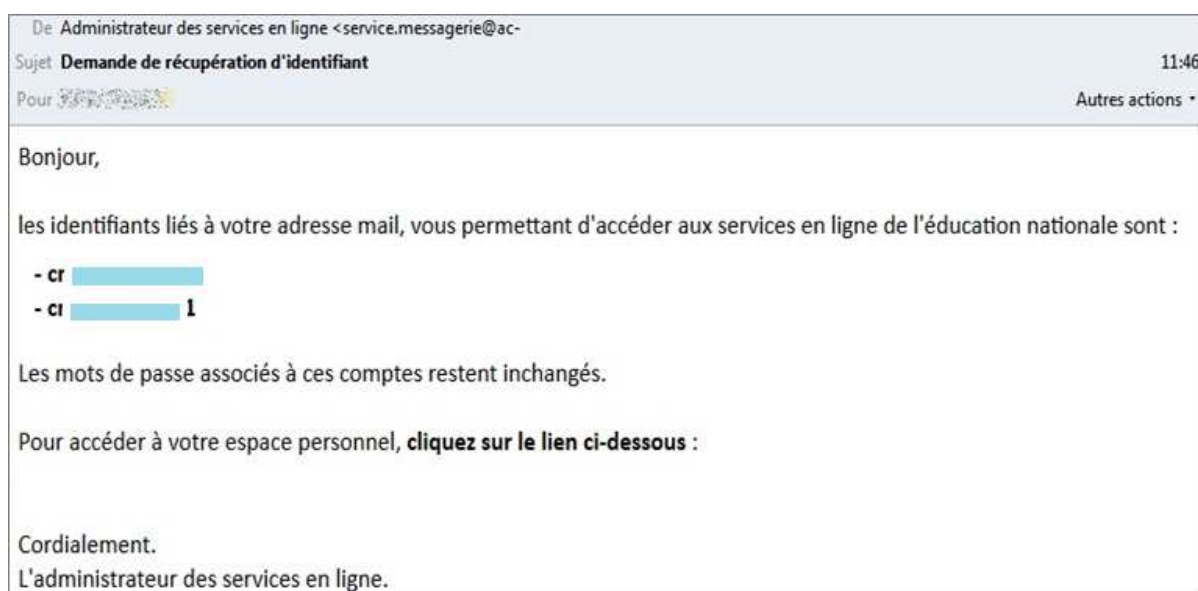 De Administrateur des services en ligne <service.messagerie@ac-
Sujet Demande de récupération d'identifiant 11:46
Pour Autres actions
Bonjour,
les identifiants liés à votre adresse mail, vous permettant d'accéder aux services en ligne de l'éducation nationale sont :
- cr
- cr 1
Les mots de passe associés à ces comptes restent inchangés.
Pour accéder à votre espace personnel, cliquez sur le lien ci-dessous :
Cordialement.
L'administrateur des services en ligne.